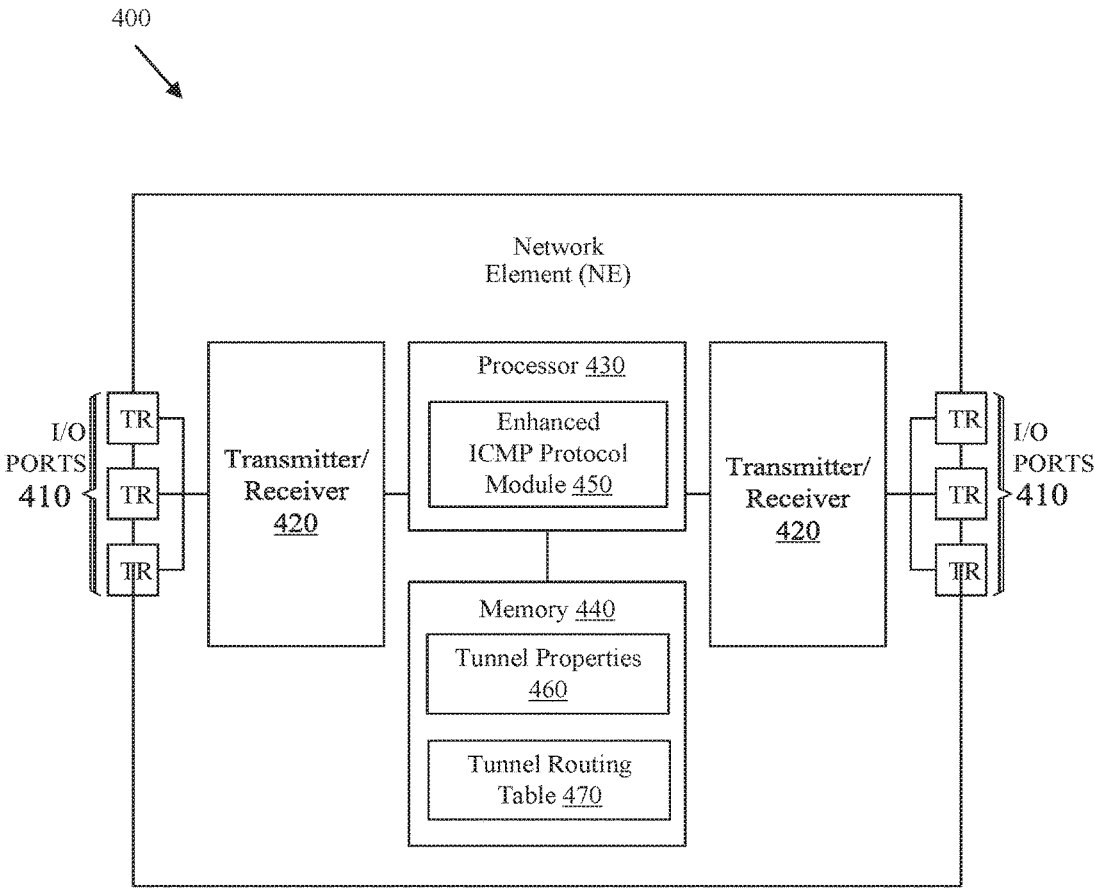 400
Network
Element (NE)
I/O
PORTS
410
TR
TR
TR
Transmitter/
Receiver
420
Processor 430
Enhanced
ICMP Protocol
Module 450
Memory 440
Tunnel Properties
460
Tunnel Routing
Table 470
Transmitter/
Receiver
420
TR
TR
TR
I/O
PORTS
410